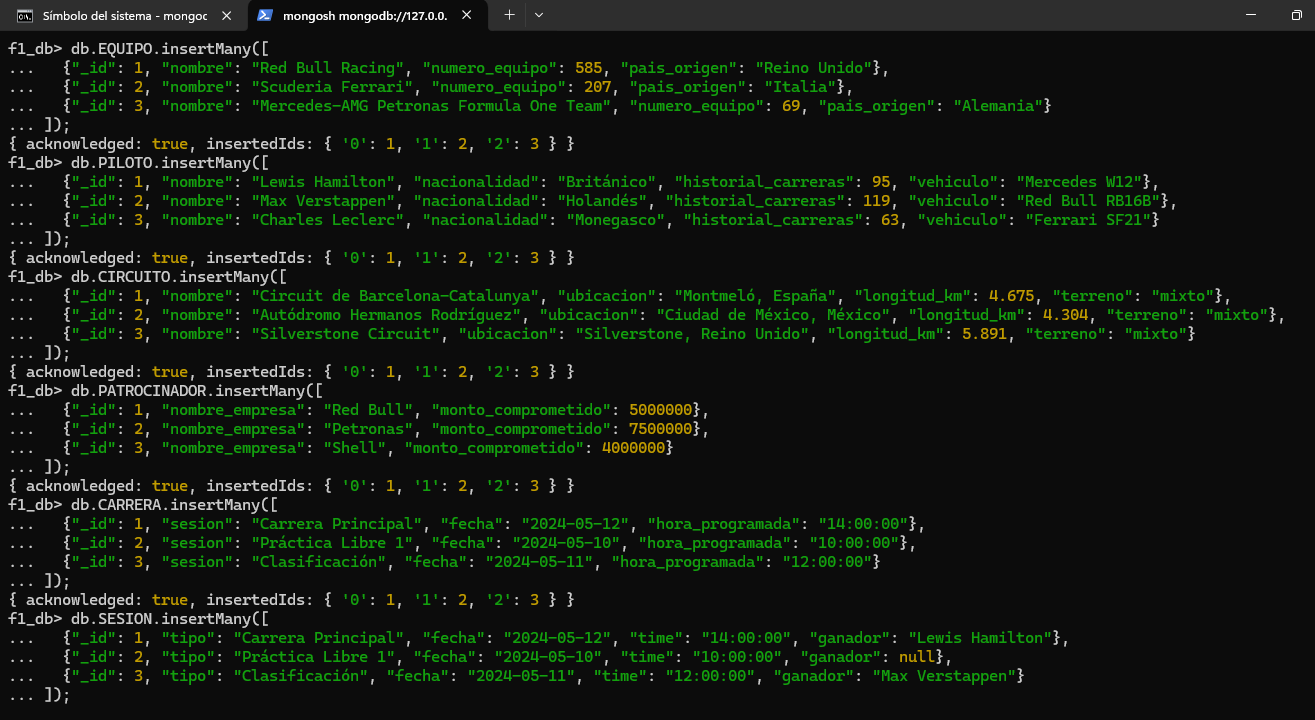 Símbolo del sistema - mongoc
mongosh mongodb://127.0.0.
f1_db> db.EQUIPO.insertMany([
...    {"_id": 1, "nombre": "Red Bull Racing", "numero_equipo": 585, "pais_origen": "Reino Unido"},
...    {"_id": 2, "nombre": "Scuderia Ferrari", "numero_equipo": 207, "pais_origen": "Italia"},
...    {"_id": 3, "nombre": "Mercedes-AMG Petronas Formula One Team", "numero_equipo": 69, "pais_origen": "Alemania"}
... ]);
{ acknowledged: true, insertedIds: { '0': 1, '1': 2, '2': 3 } }
f1_db> db.PILOTO.insertMany([
...    {"_id": 1, "nombre": "Lewis Hamilton", "nacionalidad": "Británico", "historial_carreras": 95, "vehiculo": "Mercedes W12"},
...    {"_id": 2, "nombre": "Max Verstappen", "nacionalidad": "Holandés", "historial_carreras": 119, "vehiculo": "Red Bull RB16B"},
...    {"_id": 3, "nombre": "Charles Leclerc", "nacionalidad": "Monegasco", "historial_carreras": 63, "vehiculo": "Ferrari SF21"}
... ]);
{ acknowledged: true, insertedIds: { '0': 1, '1': 2, '2': 3 } }
f1_db> db.CIRCUITO.insertMany([
...    {"_id": 1, "nombre": "Circuit de Barcelona-Catalunya", "ubicacion": "Montmeló, España", "longitud_km": 4.675, "terreno": "mixto"},
...    {"_id": 2, "nombre": "Autódromo Hermanos Rodríguez", "ubicacion": "Ciudad de México, México", "longitud_km": 4.304, "terreno": "mixto"},
...    {"_id": 3, "nombre": "Silverstone Circuit", "ubicacion": "Silverstone, Reino Unido", "longitud_km": 5.891, "terreno": "mixto"}
... ]);
{ acknowledged: true, insertedIds: { '0': 1, '1': 2, '2': 3 } }
f1_db> db.PATROCINADOR.insertMany([
...    {"_id": 1, "nombre_empresa": "Red Bull", "monto_comprometido": 5000000},
...    {"_id": 2, "nombre_empresa": "Petronas", "monto_comprometido": 7500000},
...    {"_id": 3, "nombre_empresa": "Shell", "monto_comprometido": 4000000}
... ]);
{ acknowledged: true, insertedIds: { '0': 1, '1': 2, '2': 3 } }
f1_db> db.CARRERA.insertMany([
...    {"_id": 1, "sesion": "Carrera Principal", "fecha": "2024-05-12", "hora_programada": "14:00:00"},
...    {"_id": 2, "sesion": "Práctica Libre 1", "fecha": "2024-05-10", "hora_programada": "10:00:00"},
...    {"_id": 3, "sesion": "Clasificación", "fecha": "2024-05-11", "hora_programada": "12:00:00"}
... ]);
{ acknowledged: true, insertedIds: { '0': 1, '1': 2, '2': 3 } }
f1_db> db.SESION.insertMany([
...    {"_id": 1, "tipo": "Carrera Principal", "fecha": "2024-05-12", "time": "14:00:00", "ganador": "Lewis Hamilton"},
...    {"_id": 2, "tipo": "Práctica Libre 1", "fecha": "2024-05-10", "time": "10:00:00", "ganador": null},
...    {"_id": 3, "tipo": "Clasificación", "fecha": "2024-05-11", "time": "12:00:00", "ganador": "Max Verstappen"}
... ]);